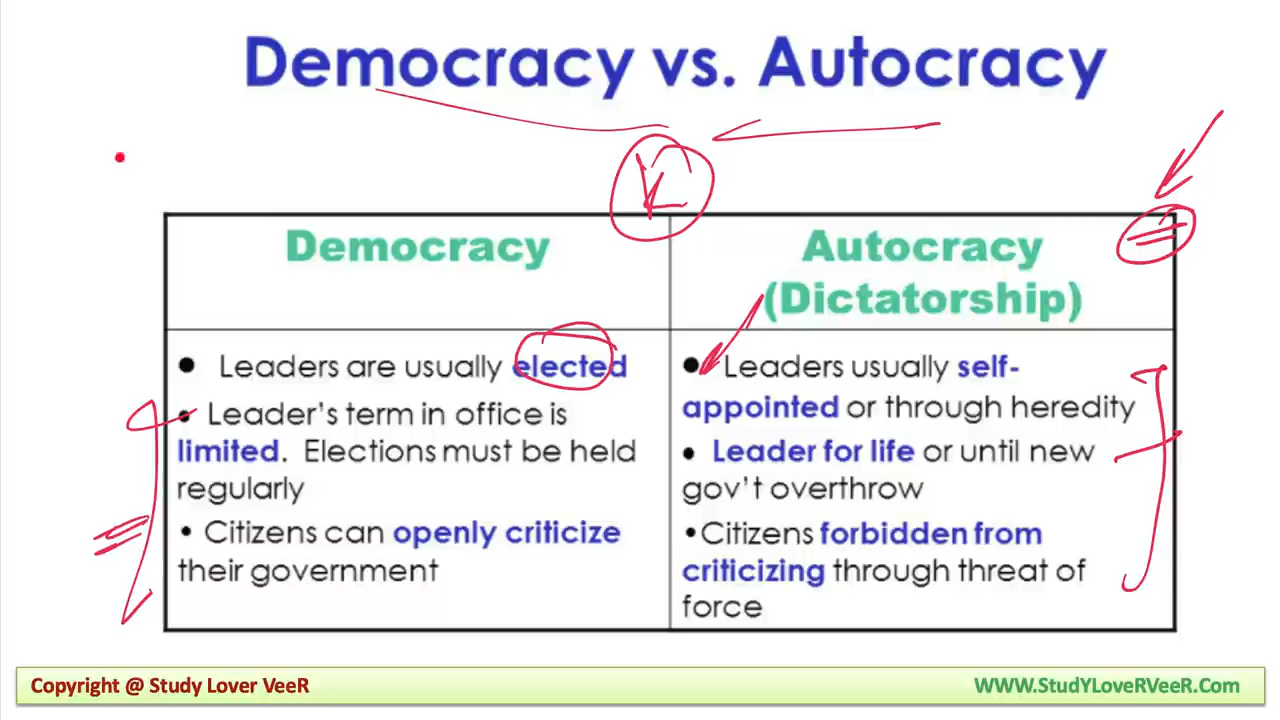 Democracy vs. Autocracy
Democracy
Autocracy
(Dictatorship)
● Leaders are usually elected
• Leader's term in office is
limited. Elections must be held
regularly
• Citizens can openly criticize
their government
● Leaders usually self-
appointed or through heredity
• Leader for life or until new
gov't overthrow
•Citizens forbidden from
criticizing through threat of
force
Copyright @ Study Lover VeeR
WWW.StudYLoveRVeeR.Com